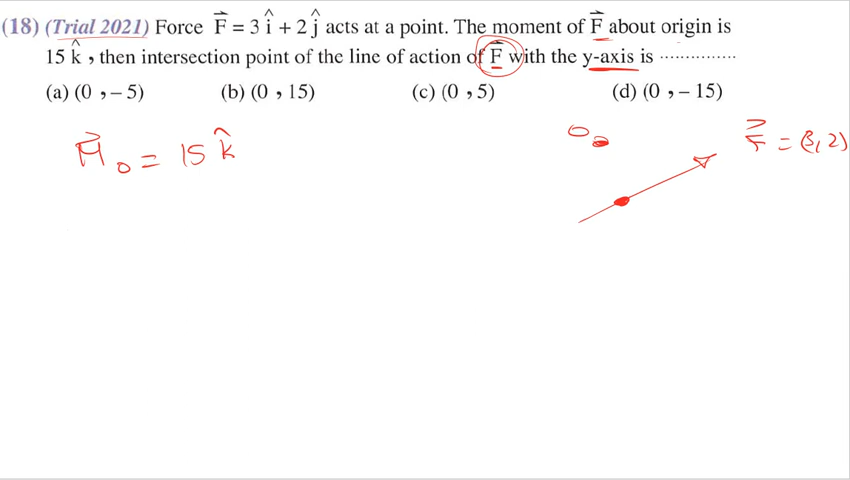 (18) (Trial 2021) Force F⃗ = 3 î + 2 ĵ acts at a point. The moment of F⃗ about origin is
15 k̂ , then intersection point of the line of action of F⃗ with the y-axis is ...............
(a) (0 , – 5) (b) (0 , 15) (c) (0 , 5) (d) (0 , – 15)
M⃗o = 15 k̂
O
F⃗ = (3, 2)